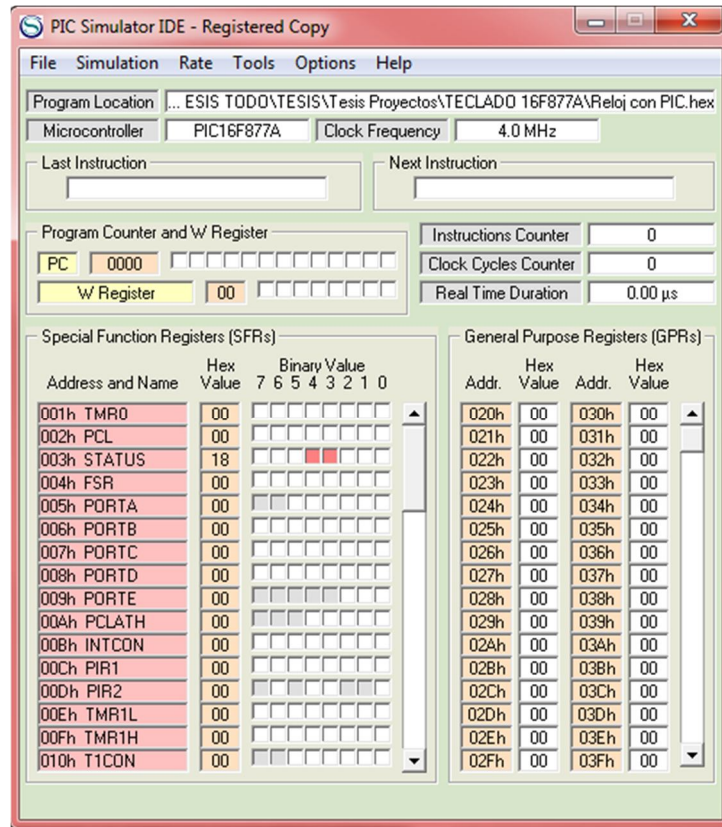 PIC Simulator IDE - Registered Copy
File Simulation Rate Tools Options Help
Program Location ... ESIS TODO\TESIS\Tesis Proyectos\TECLADO 16F877A\Reloj con PIC.hex
Microcontroller PIC16F877A Clock Frequency 4.0 MHz
Last Instruction Next Instruction
Program Counter and W Register Instructions Counter 0
PC 0000 Clock Cycles Counter 0
W Register 00 Real Time Duration 0.00 µs
Special Function Registers (SFRs) General Purpose Registers (GPRs)
Hex Binary Value Hex Hex
Address and Name Value 7 6 5 4 3 2 1 0 Addr. Value Addr. Value
001h TMR0 00 020h 00 030h 00
002h PCL 00 021h 00 031h 00
003h STATUS 18 022h 00 032h 00
004h FSR 00 023h 00 033h 00
005h PORTA 00 024h 00 034h 00
006h PORTB 00 025h 00 035h 00
007h PORTC 00 026h 00 036h 00
008h PORTD 00 027h 00 037h 00
009h PORTE 00 028h 00 038h 00
00Ah PCLATH 00 029h 00 039h 00
00Bh INTCON 00 02Ah 00 03Ah 00
00Ch PIR1 00 02Bh 00 03Bh 00
00Dh PIR2 00 02Ch 00 03Ch 00
00Eh TMR1L 00 02Dh 00 03Dh 00
00Fh TMR1H 00 02Eh 00 03Eh 00
010h T1CON 00 02Fh 00 03Fh 00